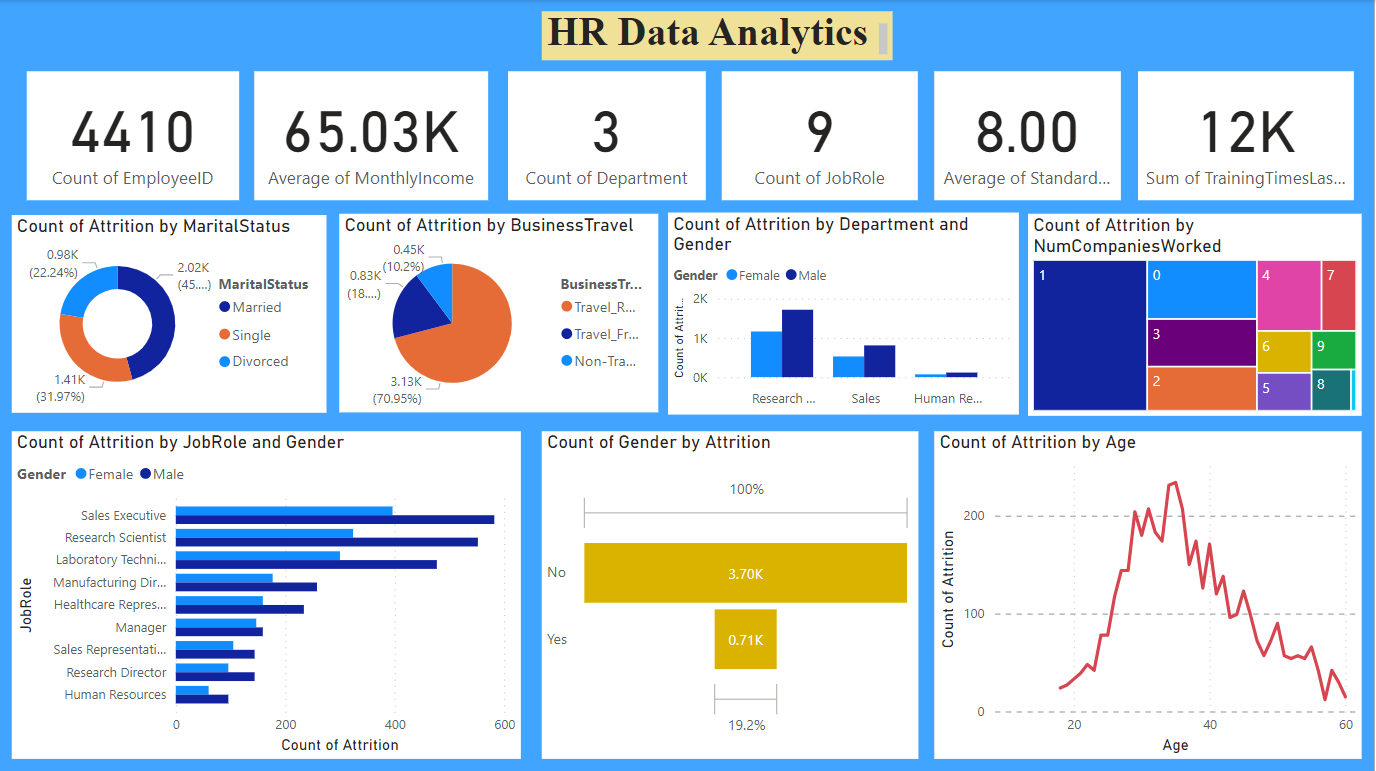 HR Data Analytics
4410
Count of EmployeeID
65.03K
Average of MonthlyIncome
3
Count of Department
9
Count of JobRole
8.00
Average of Standard...
12K
Sum of TrainingTimesLas...
Count of Attrition by MaritalStatus
0.98K
(22.24%)
2.02K
(45....)
1.41K
(31.97%)
MaritalStatus
Married
Single
Divorced
Count of Attrition by BusinessTravel
0.45K
(10.2%)
0.83K
(18....)
3.13K
(70.95%)
BusinessTr...
Travel_R...
Travel_Fr...
Non-Tra...
Count of Attrition by Department and
Gender
Gender Female Male
Count of Attrit...
2K
1K
0K
Research ...
Sales
Human Re...
Count of Attrition by
NumCompaniesWorked
1
0
3
2
4
7
6
9
5
8
Count of Attrition by JobRole and Gender
Gender Female Male
JobRole
Sales Executive
Research Scientist
Laboratory Techni...
Manufacturing Dir...
Healthcare Repres...
Manager
Sales Representati...
Research Director
Human Resources
0 200 400 600
Count of Attrition
Count of Gender by Attrition
100%
No
3.70K
Yes
0.71K
19.2%
Count of Attrition by Age
Count of Attrition
200
100
0
20 40 60
Age